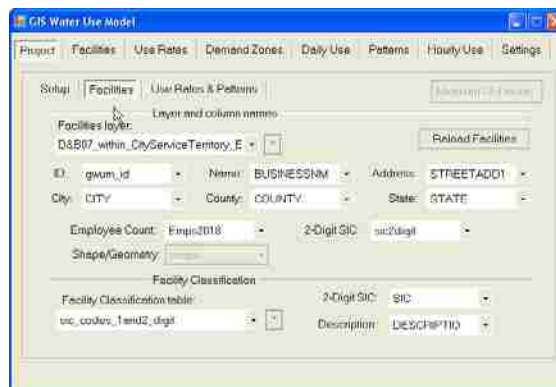 GIS Water Use Model
Project Facilities Use Rates Demand Zones Daily Use Patterns Hourly Use Settings
Setup Facilities Use Rates & Patterns
Layer and column names
Facilities layer:
D&B07_within_CityServiceTerritory_E
Reload Facilities
ID: gwum_id Name: BUSINESSNM Address: STREETADD1
City: CITY County: COUNTY State: STATE
Employee Count: Emps2018 2-Digit SIC: sic2digit
Shape/Geometry:
Facility Classification
Facility Classification table: 2-Digit SIC: SIC
sic_codes_1and2_digit Description: DESCRIPTIO